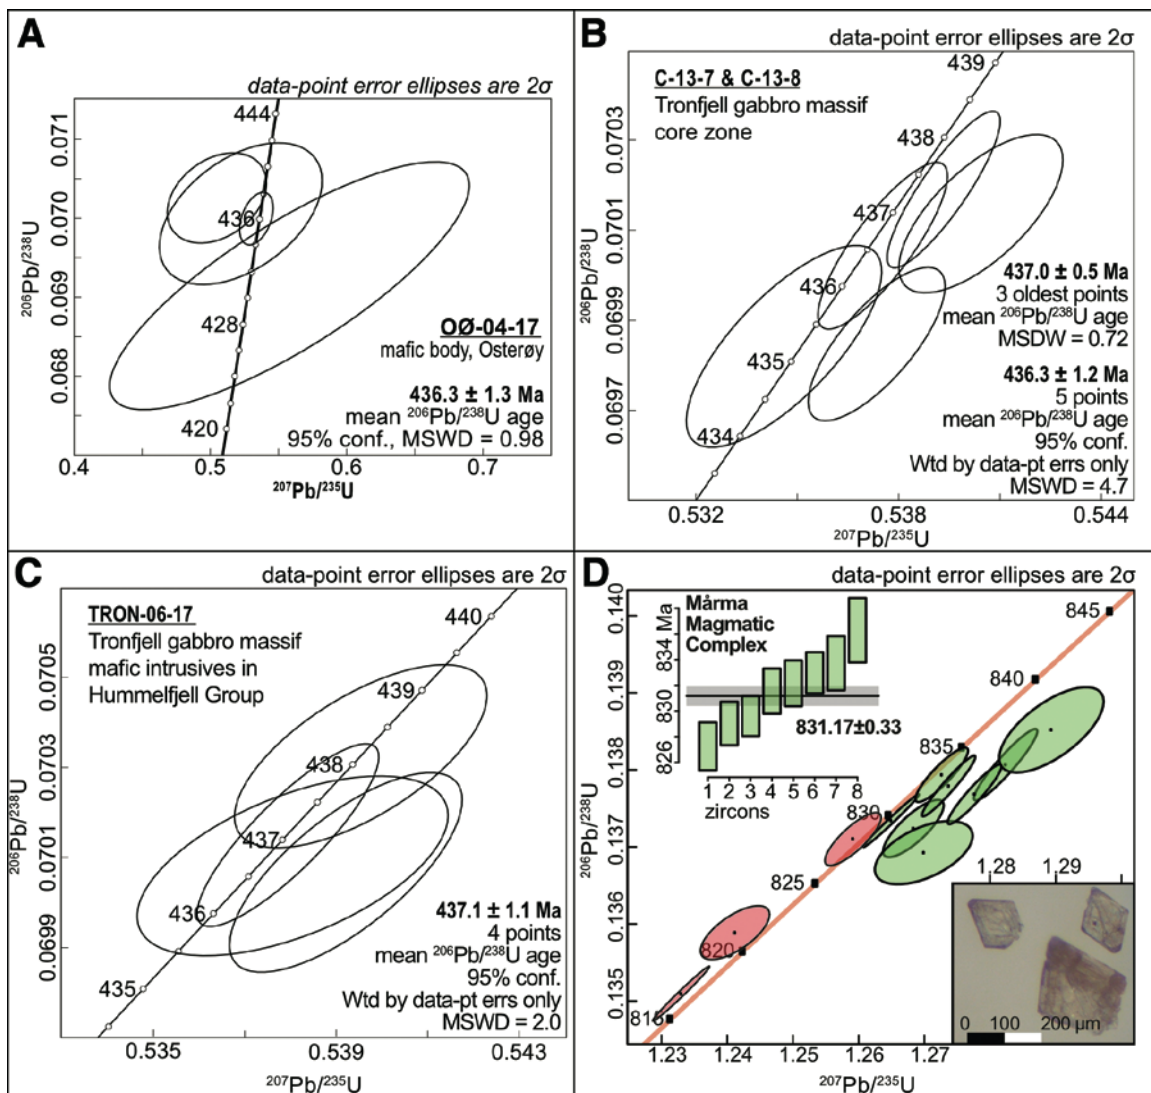 A
data-point error ellipses are 2σ
444
436
428
420
0.071
0.070
0.069
0.068
²⁰⁶Pb/²³⁸U
OØ-04-17
mafic body, Osterøy
436.3 ± 1.3 Ma
mean ²⁰⁶Pb/²³⁸U age
95% conf., MSWD = 0.98
0.4 0.5 0.6 0.7
²⁰⁷Pb/²³⁵U
B
data-point error ellipses are 2σ
C-13-7 & C-13-8
Tronfjell gabbro massif
core zone
439
438
437
436
435
434
0.0703
0.0701
0.0699
0.0697
²⁰⁶Pb/²³⁸U
437.0 ± 0.5 Ma
3 oldest points
mean ²⁰⁶Pb/²³⁸U age
MSDW = 0.72
436.3 ± 1.2 Ma
5 points
mean ²⁰⁶Pb/²³⁸U age
95% conf.
Wtd by data-pt errs only
MSWD = 4.7
0.532 0.538 0.544
²⁰⁷Pb/²³⁵U
C
data-point error ellipses are 2σ
TRON-06-17
Tronfjell gabbro massif
mafic intrusives in
Hummelfjell Group
440
439
438
437
436
435
0.0705
0.0703
0.0701
0.0699
²⁰⁶Pb/²³⁸U
437.1 ± 1.1 Ma
4 points
mean ²⁰⁶Pb/²³⁸U age
95% conf.
Wtd by data-pt errs only
MSWD = 2.0
0.535 0.539 0.543
²⁰⁷Pb/²³⁵U
D
data-point error ellipses are 2σ
Mårma
Magmatic
Complex
834 Ma
830
826
831.17±0.33
1 2 3 4 5 6 7 8
zircons
845
840
835
830
825
820
815
0.140
0.139
0.138
0.137
0.136
0.135
²⁰⁶Pb/²³⁸U
1.28 1.29
0 100 200 µm
1.23 1.24 1.25 1.26 1.27
²⁰⁷Pb/²³⁵U